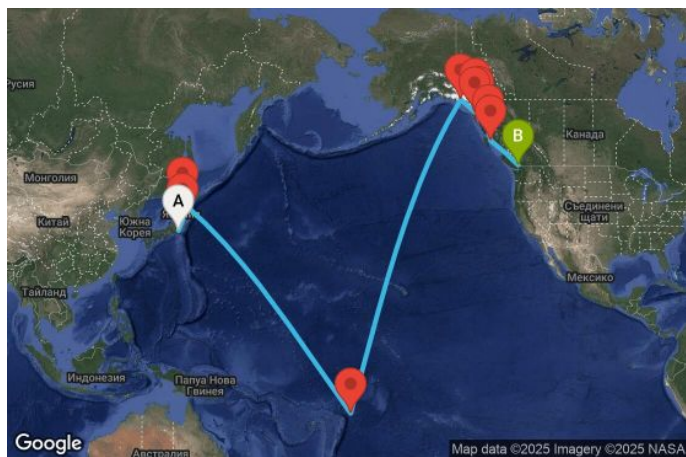 Русия
B
Канада
Монголия
A
Китай
Южна
Корея
Съединени
щати
Мексико
Тайланд
Индонезия
Папуа Нова
Гвинея
Австралия
Google
Map data ©2025 Imagery ©2025 NASA